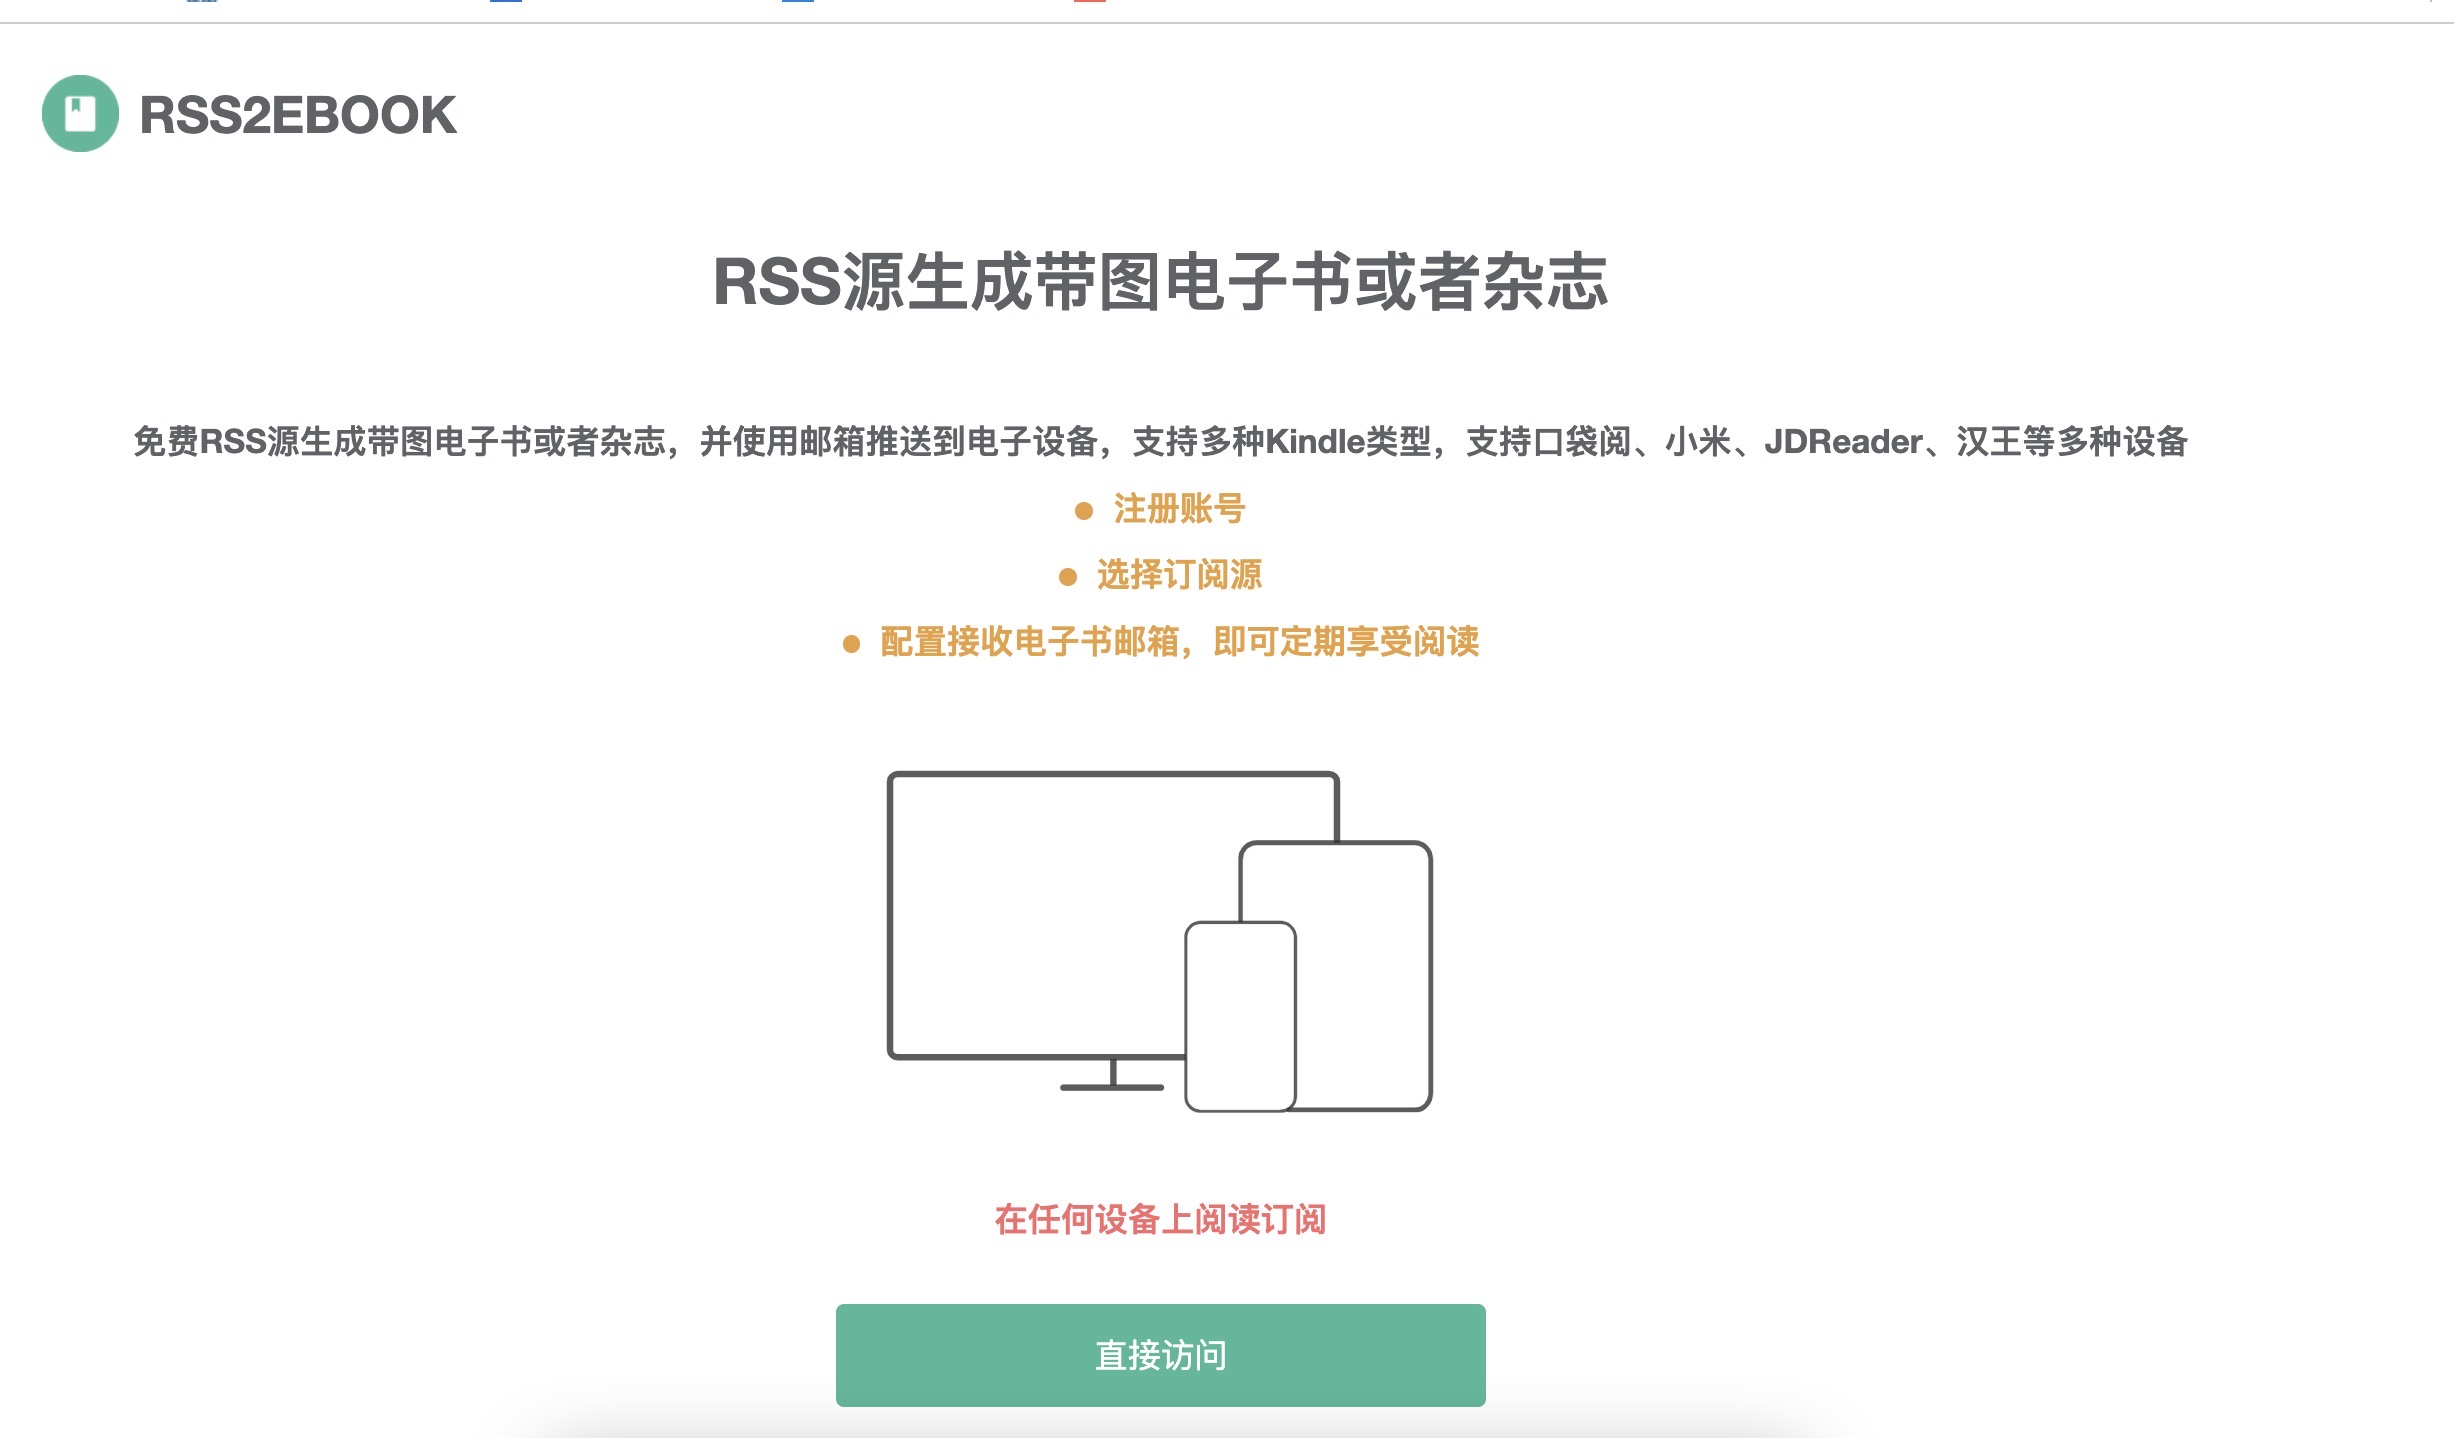 RSS2EBOOK
RSS源生成带图电子书或者杂志
免费RSS源生成带图电子书或者杂志，并使用邮箱推送到电子设备，支持多种Kindle类型，支持口袋阅、小米、JDReader、汉王等多种设备
注册账号
选择订阅源
配置接收电子书邮箱，即可定期享受阅读
在任何设备上阅读订阅
直接访问